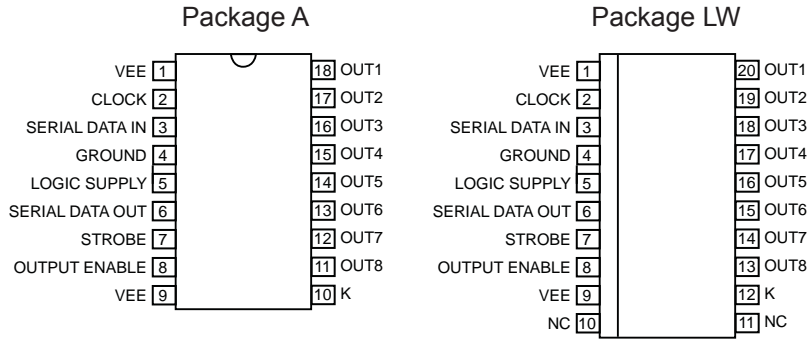 Package A
VEE 1
CLOCK 2
SERIAL DATA IN 3
GROUND 4
LOGIC SUPPLY 5
SERIAL DATA OUT 6
STROBE 7
OUTPUT ENABLE 8
VEE 9
18 OUT1
17 OUT2
16 OUT3
15 OUT4
14 OUT5
13 OUT6
12 OUT7
11 OUT8
10 K
Package LW
VEE 1
CLOCK 2
SERIAL DATA IN 3
GROUND 4
LOGIC SUPPLY 5
SERIAL DATA OUT 6
STROBE 7
OUTPUT ENABLE 8
VEE 9
NC 10
20 OUT1
19 OUT2
18 OUT3
17 OUT4
16 OUT5
15 OUT6
14 OUT7
13 OUT8
12 K
11 NC